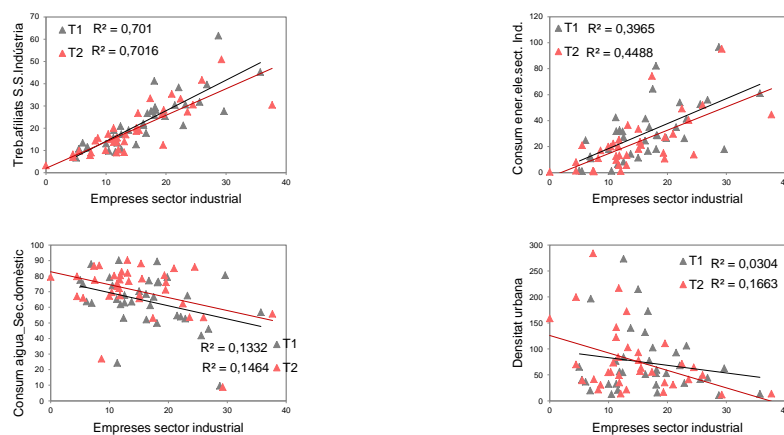 T1 R² = 0,701
T2 R² = 0,7016
Treb.afiliats S.S.Indústria
70
60
50
40
30
20
10
0
0 10 20 30 40
Empreses sector industrial
T1 R² = 0,3965
T2 R² = 0,4488
Consum ener.ele.sect. Ind.
120
100
80
60
40
20
0
0 10 20 30 40
Empreses sector industrial
Consum aigua_Sec.domèstic
100
90
80
70
60
50
40
30
20
10
0
R² = 0,1332 T1
R² = 0,1464 T2
0 10 20 30 40
Empreses sector industrial
T1 R² = 0,0304
T2 R² = 0,1663
Densitat urbana
300
250
200
150
100
50
0
0 10 20 30 40
Empreses sector industrial